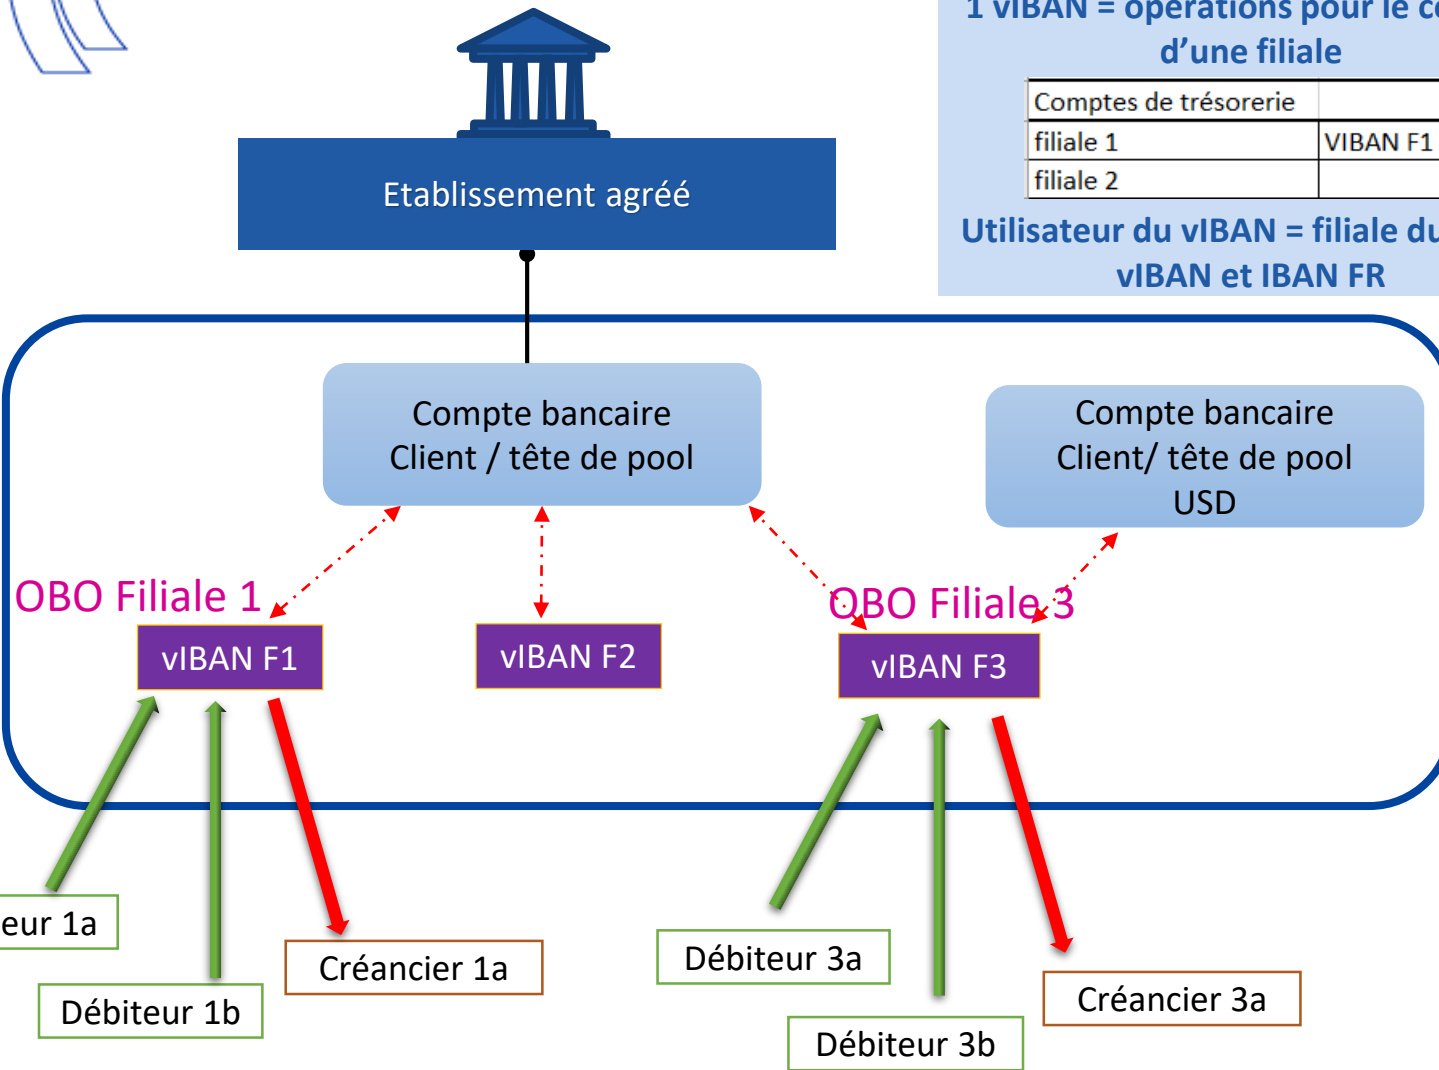 1 vIBAN = opérations pour le
d’une filiale
Comptes de trésorerie
filiale 1 VIBAN F1
filiale 2
Utilisateur du vIBAN = filiale du
vIBAN et IBAN FR
Etablissement agréé
Compte bancaire
Client / tête de pool
Compte bancaire
Client/ tête de pool
USD
OBO Filiale 1
OBO Filiale 3
vIBAN F1
vIBAN F2
vIBAN F3
eur 1a
Débiteur 1b
Créancier 1a
Débiteur 3a
Débiteur 3b
Créancier 3a